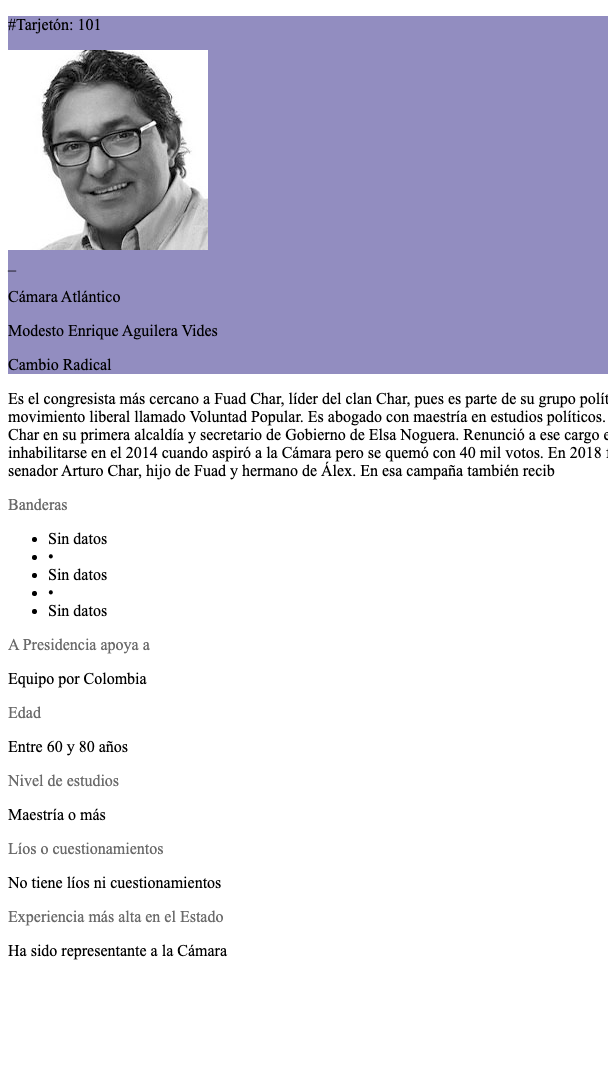 #Tarjetón: 101
_
Cámara Atlántico
Modesto Enrique Aguilera Vides
Cambio Radical
Es el congresista más cercano a Fuad Char, líder del clan Char, pues es parte de su grupo
movimiento liberal llamado Voluntad Popular. Es abogado con maestría en estudios políticos.
Char en su primera alcaldía y secretario de Gobierno de Elsa Noguera. Renunció a ese cargo
inhabilitarse en el 2014 cuando aspiró a la Cámara pero se quemó con 40 mil votos. En 2018
senador Arturo Char, hijo de Fuad y hermano de Álex. En esa campaña también recib
Banderas
• Sin datos
• •
• Sin datos
• •
• Sin datos
A Presidencia apoya a
Equipo por Colombia
Edad
Entre 60 y 80 años
Nivel de estudios
Maestría o más
Líos o cuestionamientos
No tiene líos ni cuestionamientos
Experiencia más alta en el Estado
Ha sido representante a la Cámara